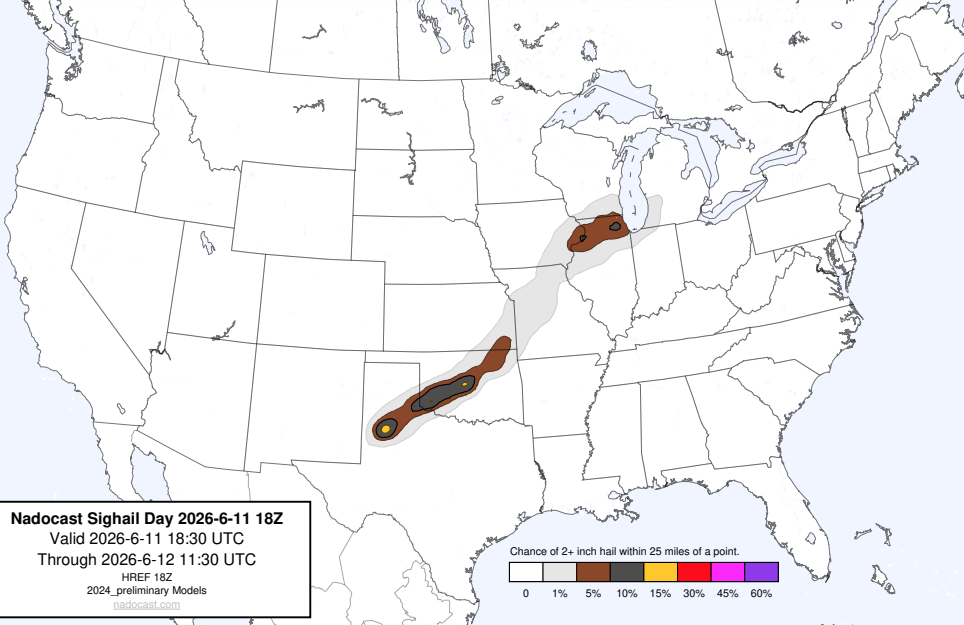 Nadocast Sighail Day 2026-6-11 18Z
Valid 2026-6-11 18:30 UTC
Through 2026-6-12 11:30 UTC
HREF 18Z
2024_preliminary Models
nadocast.com
Chance of 2+ inch hail within 25 miles of a point.
0 1% 5% 10% 15% 30% 45% 60%